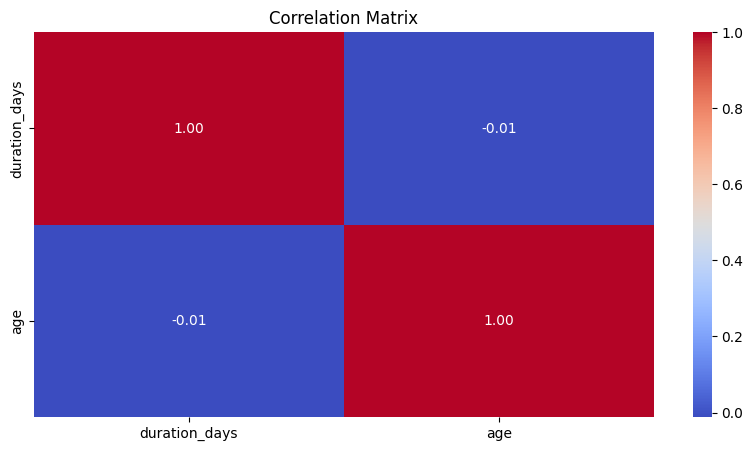 Correlation Matrix
duration_days
1.00
-0.01
age
-0.01
1.00
duration_days
age
1.0
0.8
0.6
0.4
0.2
0.0